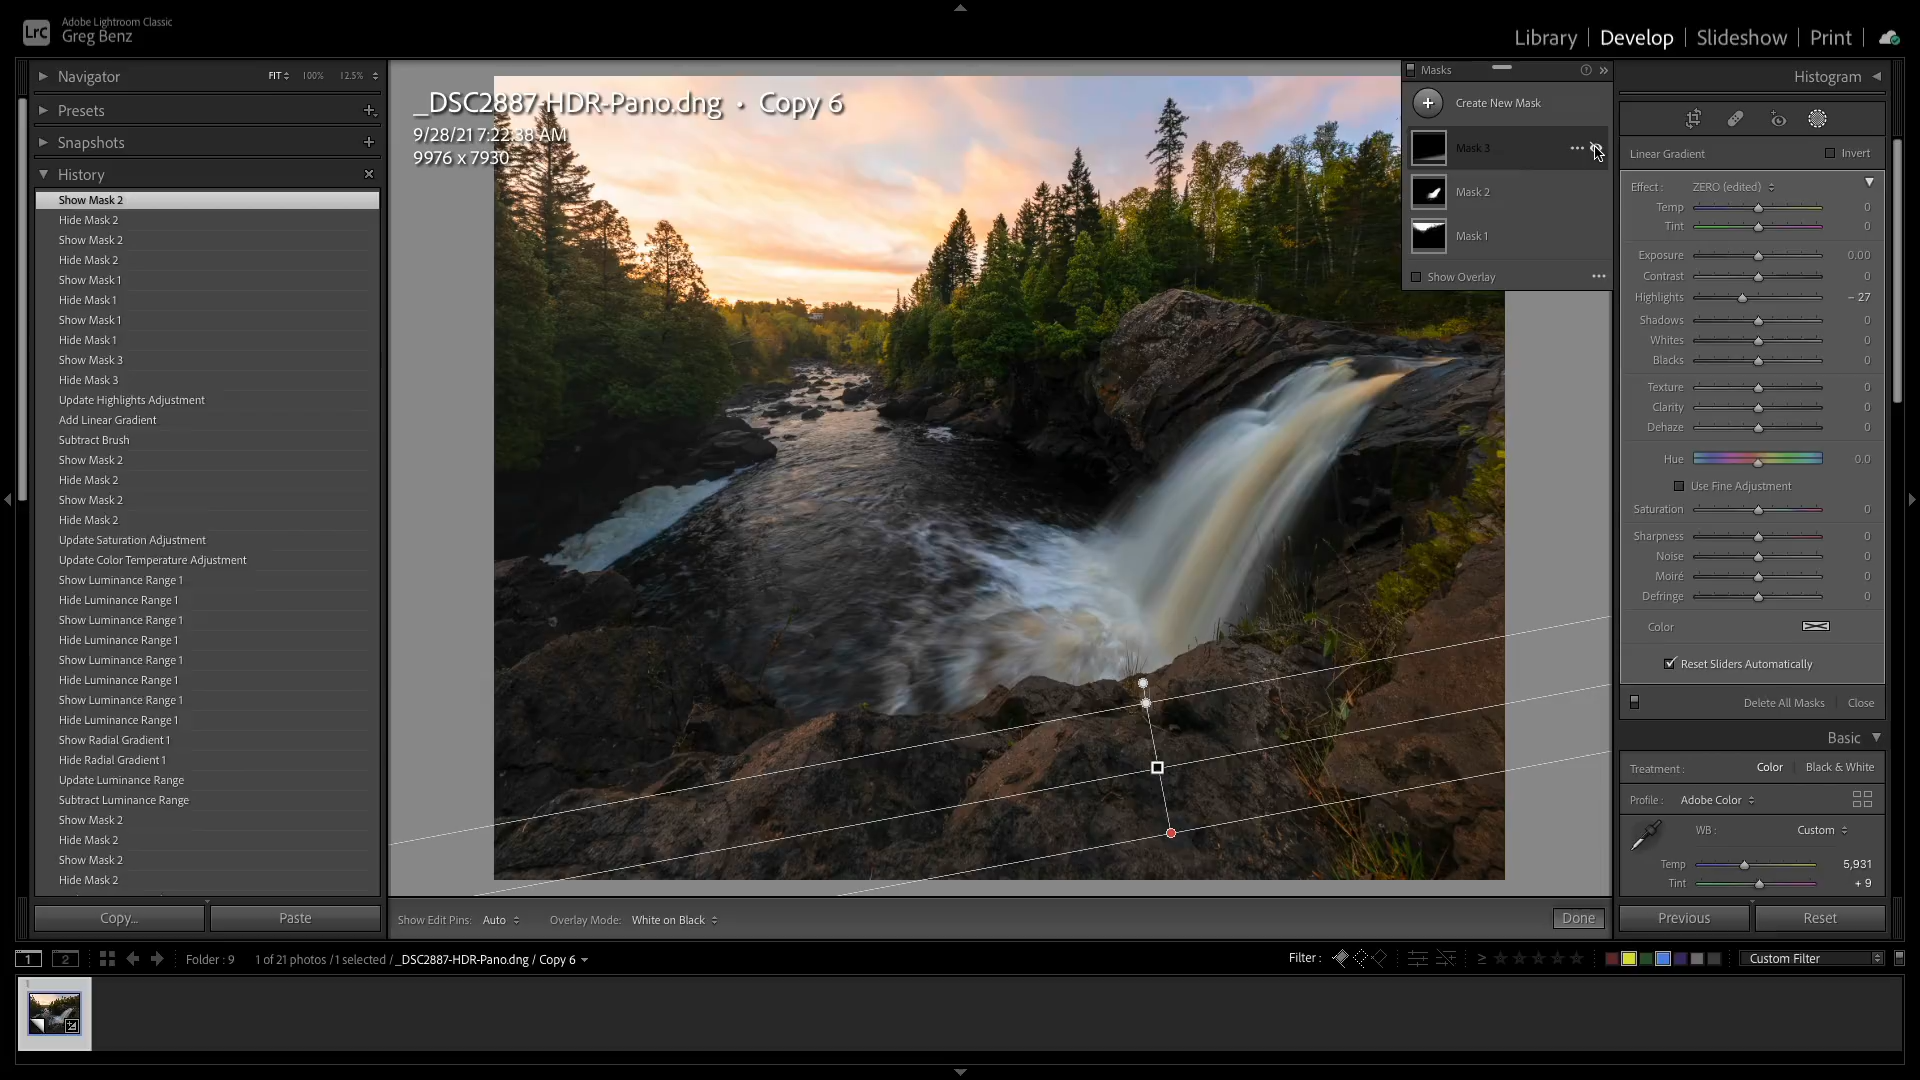 Adobe Lightroom Classic
LrC
Greg Benz
Library
Develop
Slideshow
Print
Navigator
FIT
100%
12.5%
Presets
Snapshots
History
Show Mask 2
Hide Mask 2
Show Mask 2
Hide Mask 2
Show Mask 1
Hide Mask 1
Show Mask 1
Hide Mask 1
Show Mask 3
Hide Mask 3
Update Highlights Adjustment
Add Linear Gradient
Subtract Brush
Show Mask 2
Hide Mask 2
Show Mask 2
Hide Mask 2
Update Saturation Adjustment
Update Color Temperature Adjustment
Show Luminance Range 1
Hide Luminance Range 1
Show Luminance Range 1
Hide Luminance Range 1
Show Luminance Range 1
Hide Luminance Range 1
Show Luminance Range 1
Hide Luminance Range 1
Show Radial Gradient 1
Hide Radial Gradient 1
Update Luminance Range
Subtract Luminance Range
Show Mask 2
Hide Mask 2
Show Mask 2
Hide Mask 2
Copy...
Paste
_DSC2887-HDR-Pano.dng • Copy 6
9/28/21 7:22:38 AM
9976 x 7930
Masks
Create New Mask
Mask 3
Mask 2
Mask 1
Show Overlay
Histogram
Linear Gradient
Invert
Effect : ZERO (edited)
Temp 0
Tint 0
Exposure 0.00
Contrast 0
Highlights – 27
Shadows 0
Whites 0
Blacks 0
Texture 0
Clarity 0
Dehaze 0
Hue 0.0
Use Fine Adjustment
Saturation 0
Sharpness 0
Noise 0
Moiré 0
Defringe 0
Color
Reset Sliders Automatically
Delete All Masks
Close
Basic
Treatment : Color Black & White
Profile : Adobe Color
WB : Custom
Temp 5,931
Tint + 9
Previous
Reset
Show Edit Pins: Auto
Overlay Mode: White on Black
Done
1
2
Folder : 9
1 of 21 photos /1 selected / _DSC2887-HDR-Pano.dng / Copy 6
Filter :
≥
Custom Filter
1